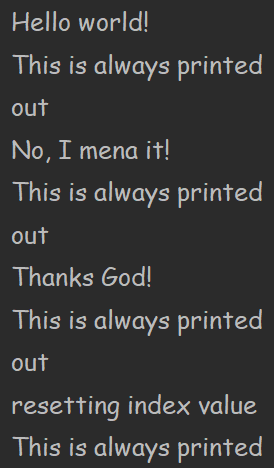 Hello world!
This is always printed
out
No, I mena it!
This is always printed
out
Thanks God!
This is always printed
out
resetting index value
This is always printed